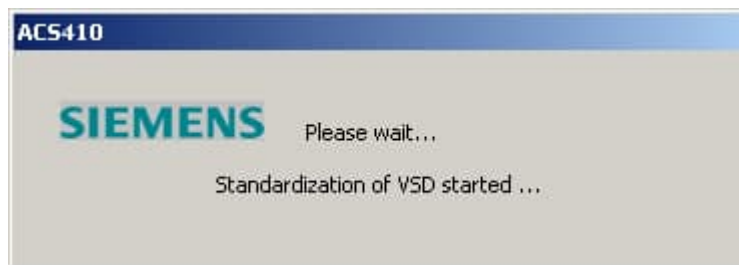 ACS410
SIEMENS Please wait...
Standardization of VSD started ...